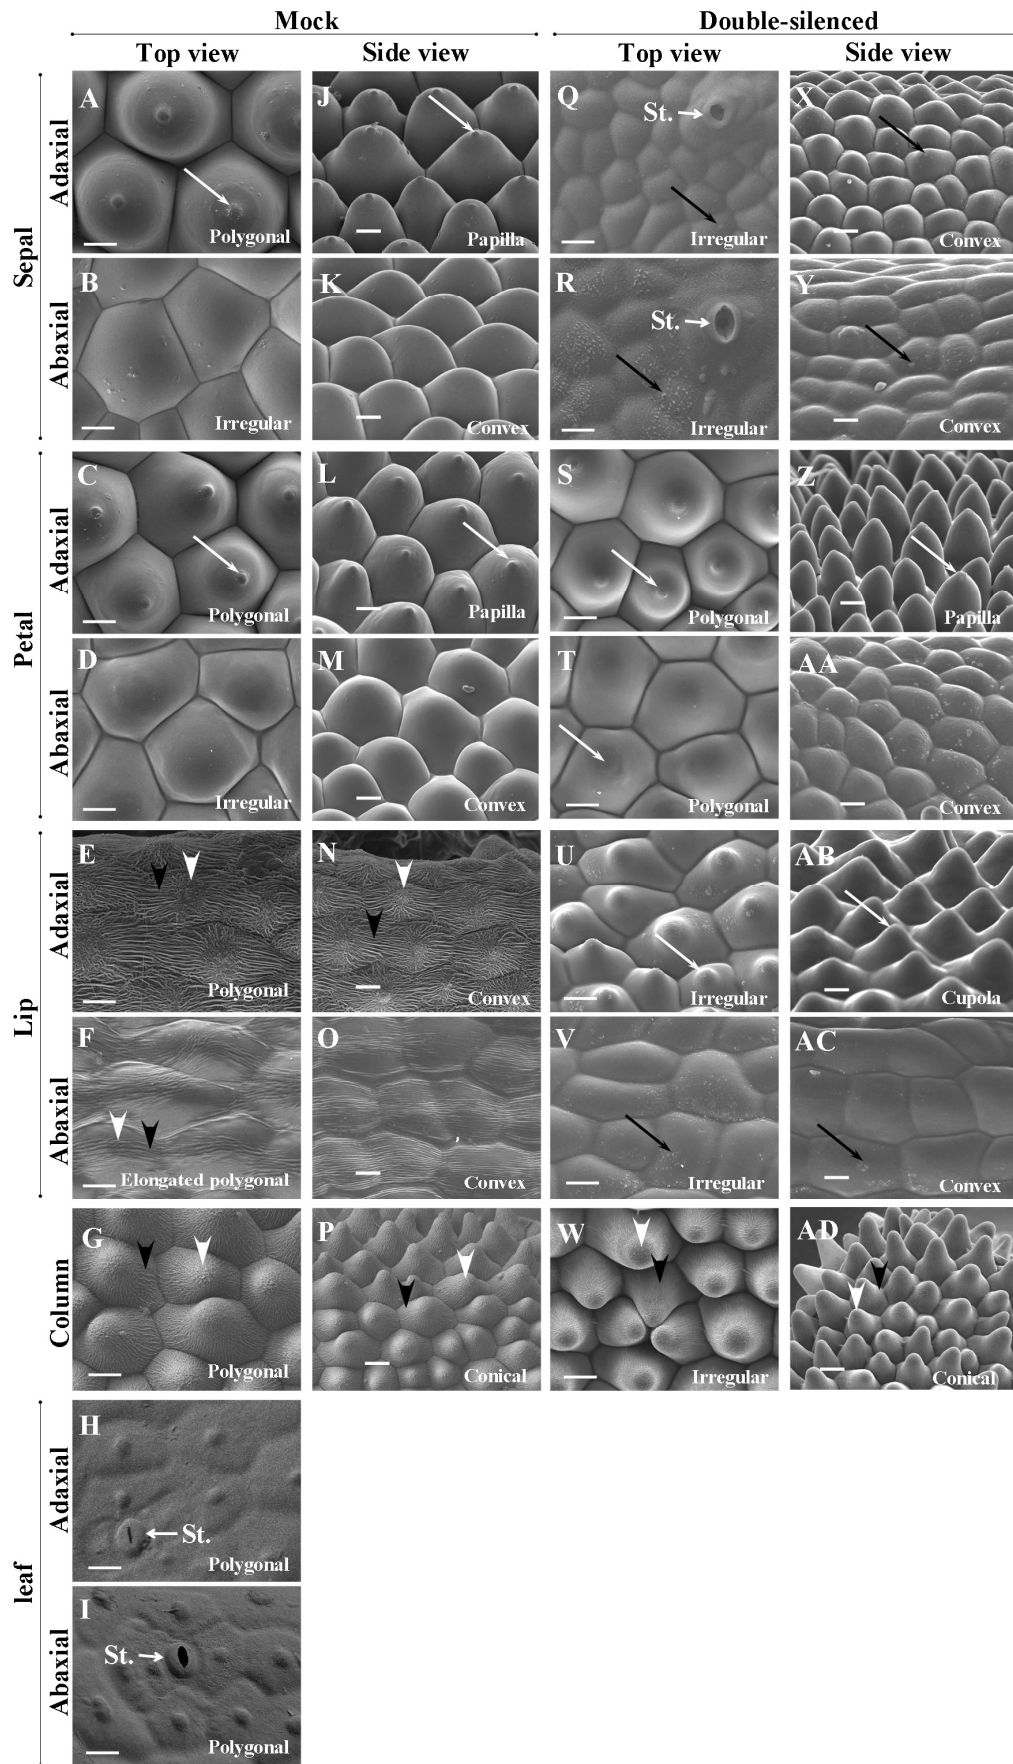 Mock Double-silenced
Top view Side view Top view Side view
Sepal
Adaxial
A Polygonal
J Papilla
Q St. Irregular
X Convex
Abaxial
B Irregular
K Convex
R St. Irregular
Y Convex
Petal
Adaxial
C Polygonal
L Papilla
S Polygonal
Z Papilla
Abaxial
D Irregular
M Convex
T Polygonal
AA Convex
Lip
Adaxial
E Polygonal
N Convex
U Irregular
AB Cupola
Abaxial
F Elongated polygonal
O Convex
V Irregular
AC Convex
Column
G Polygonal
P Conical
W Irregular
AD Conical
leaf
Adaxial
H St. Polygonal
Abaxial
I St. Polygonal